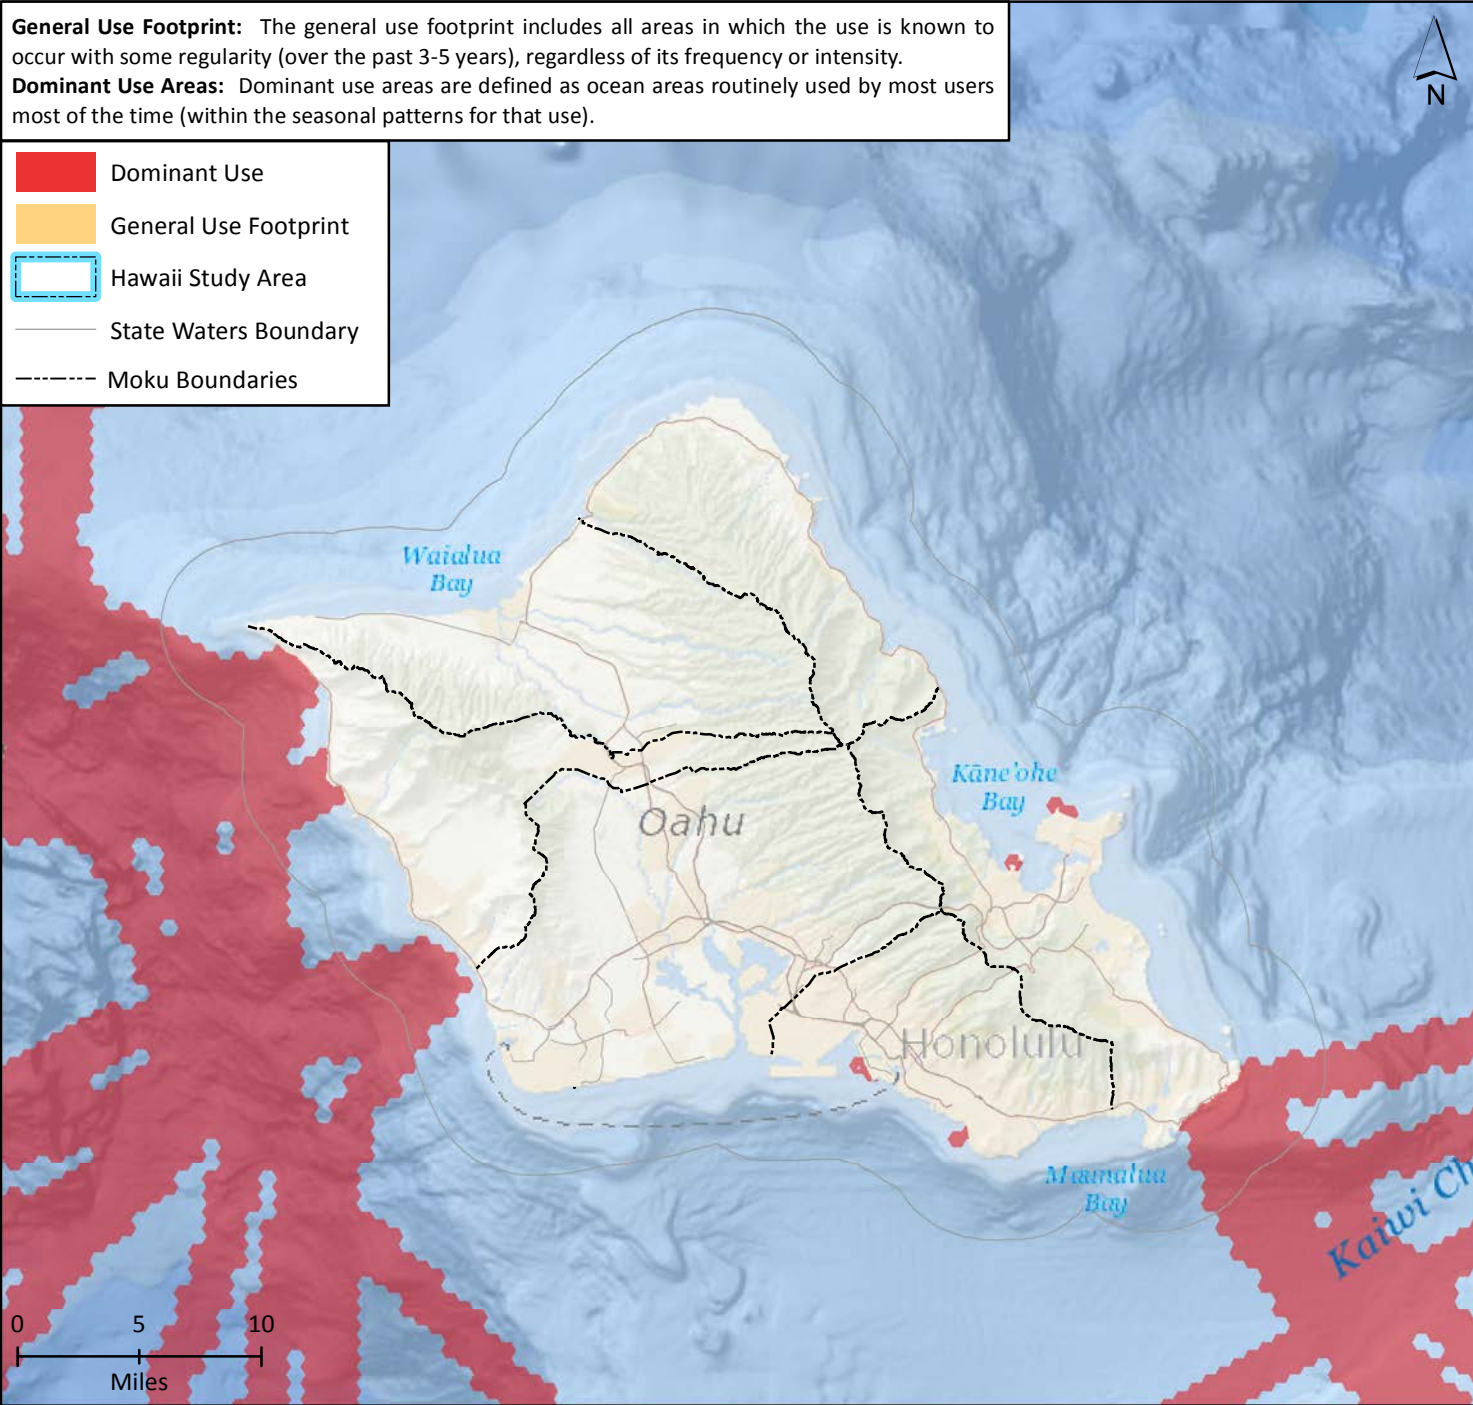 General Use Footprint: The general use footprint includes all areas in which the use is known to
occur with some regularity (over the past 3-5 years), regardless of its frequency or intensity.
Dominant Use Areas: Dominant use areas are defined as ocean areas routinely used by most users
most of the time (within the seasonal patterns for that use).
N
Dominant Use
General Use Footprint
Hawaii Study Area
State Waters Boundary
Moku Boundaries
Waialua
Bay
Kāne'ohe
Bay
Oahu
Honolulu
Maunalua
Bay
Kaiwi Ch
0 5 10
Miles